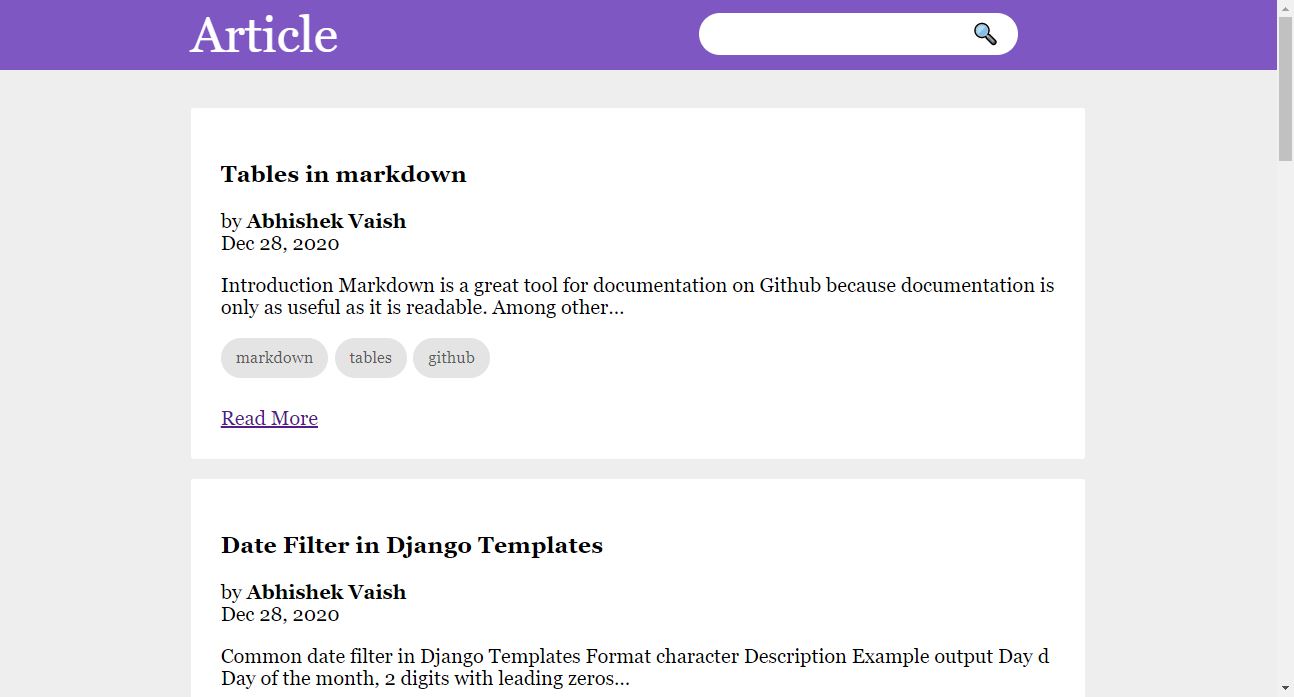 Article
Tables in markdown
by Abhishek Vaish
Dec 28, 2020
Introduction Markdown is a great tool for documentation on Github because documentation is
only as useful as it is readable. Among other...
markdown tables github
Read More
Date Filter in Django Templates
by Abhishek Vaish
Dec 28, 2020
Common date filter in Django Templates Format character Description Example output Day d
Day of the month, 2 digits with leading zeros...